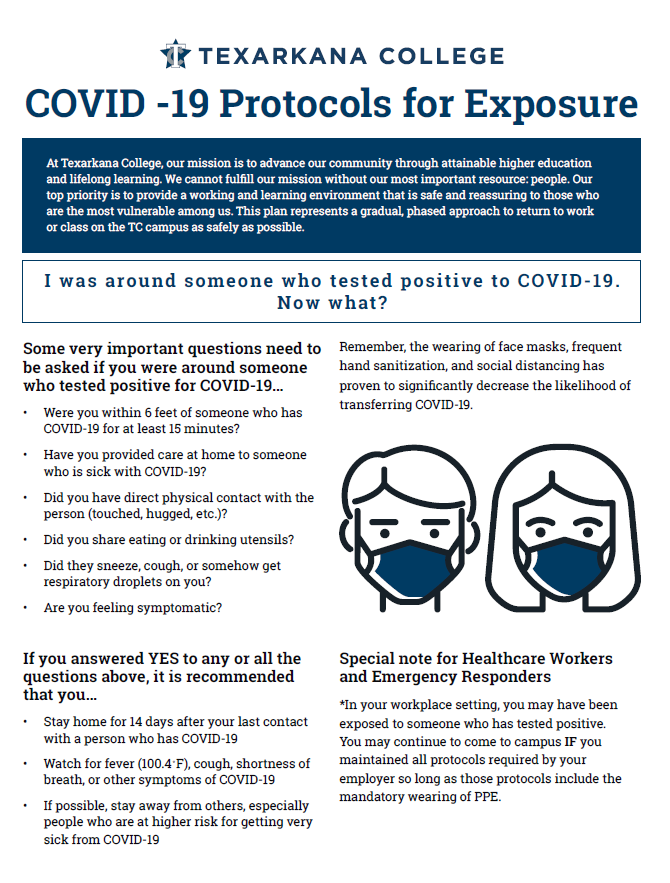 TEXARKANA COLLEGE
COVID -19 Protocols for Exposure
At Texarkana College, our mission is to advance our community through attainable higher education
and lifelong learning. We cannot fulfill our mission without our most important resource: people. Our
top priority is to provide a working and learning environment that is safe and reassuring to those who
are the most vulnerable among us. This plan represents a gradual, phased approach to return to work
or class on the TC campus as safely as possible.
I was around someone who tested positive to COVID-19.
Now what?
Some very important questions need to
be asked if you were around someone
who tested positive for COVID-19...
• Were you within 6 feet of someone who has
COVID-19 for at least 15 minutes?
• Have you provided care at home to someone
who is sick with COVID-19?
• Did you have direct physical contact with the
person (touched, hugged, etc.)?
• Did you share eating or drinking utensils?
• Did they sneeze, cough, or somehow get
respiratory droplets on you?
• Are you feeling symptomatic?
Remember, the wearing of face masks, frequent
hand sanitization, and social distancing has
proven to significantly decrease the likelihood of
transferring COVID-19.
If you answered YES to any or all the
questions above, it is recommended
that you...
• Stay home for 14 days after your last contact
with a person who has COVID-19
• Watch for fever (100.4°F), cough, shortness of
breath, or other symptoms of COVID-19
• If possible, stay away from others, especially
people who are at higher risk for getting very
sick from COVID-19
Special note for Healthcare Workers
and Emergency Responders
*In your workplace setting, you may have been
exposed to someone who has tested positive.
You may continue to come to campus IF you
maintained all protocols required by your
employer so long as those protocols include the
mandatory wearing of PPE.